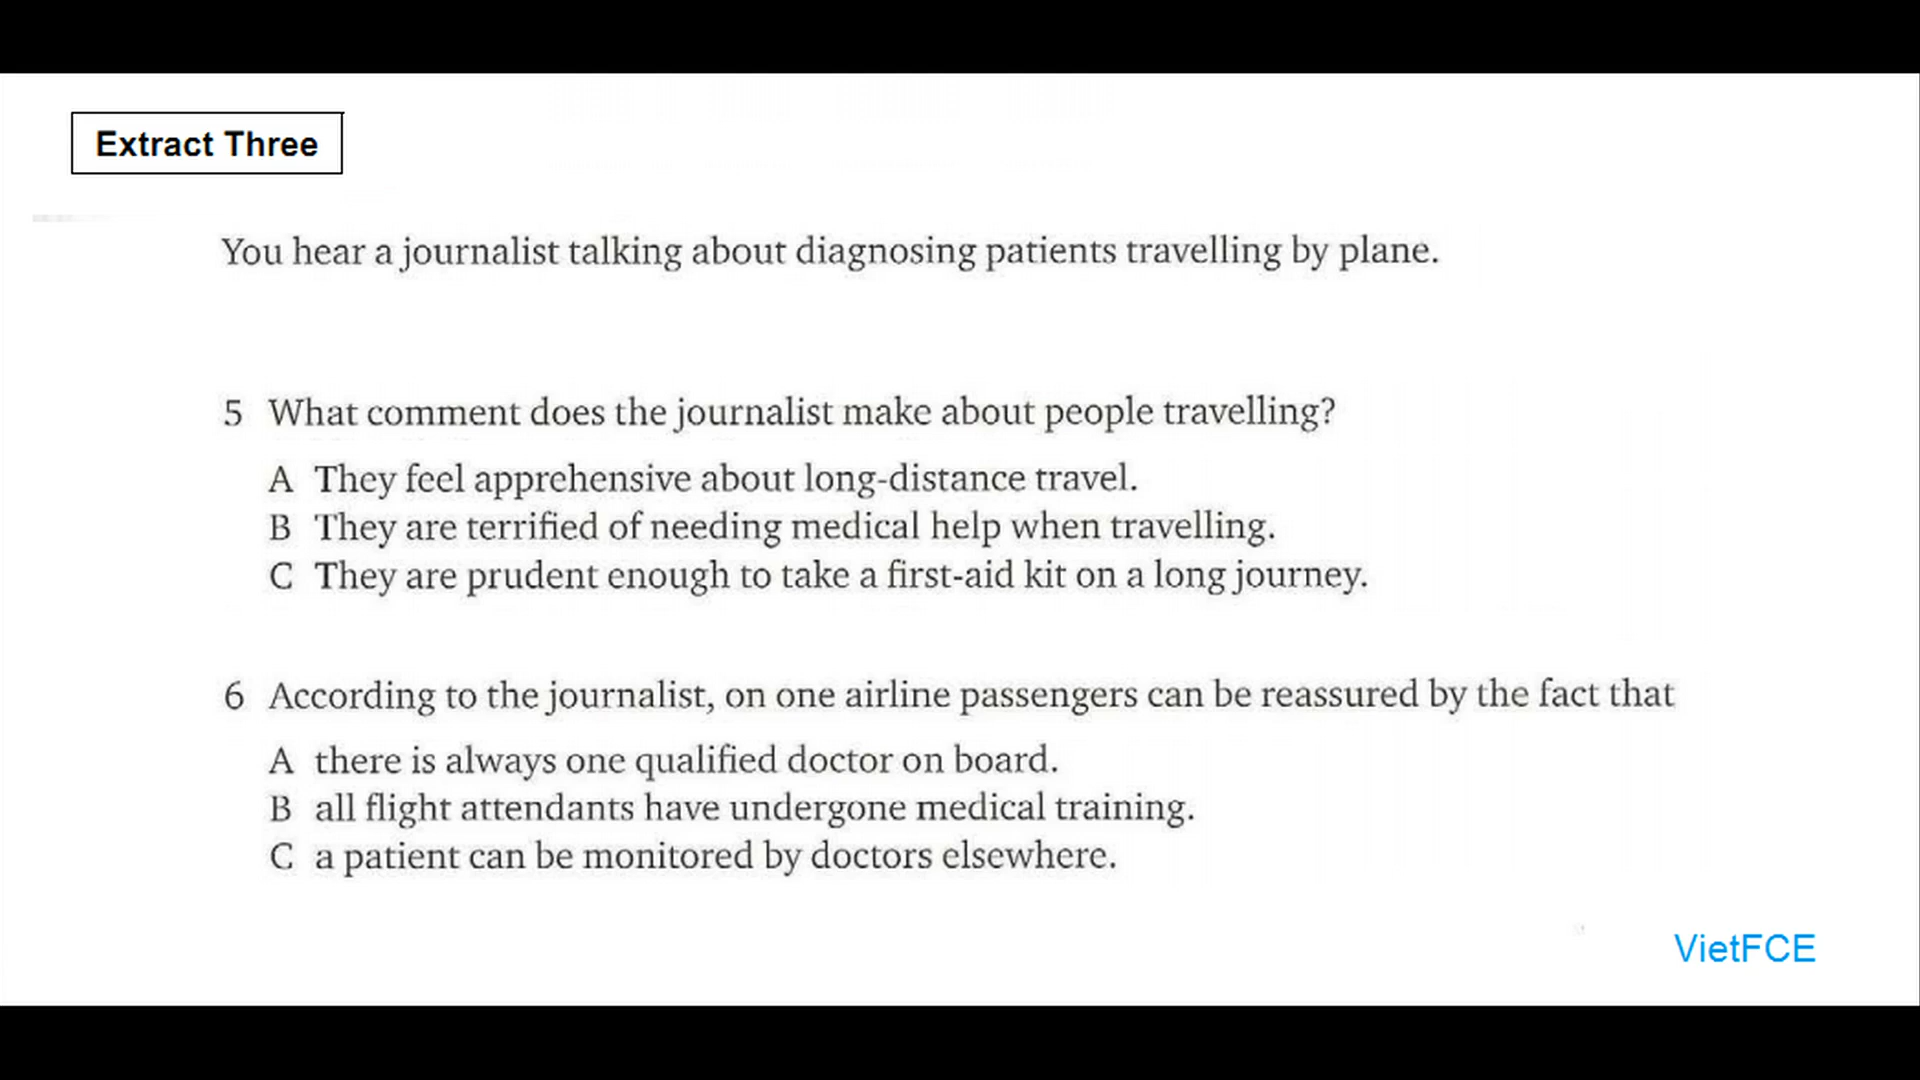 Extract Three
You hear a journalist talking about diagnosing patients travelling by plane.
5 What comment does the journalist make about people travelling?
A They feel apprehensive about long-distance travel.
B They are terrified of needing medical help when travelling.
C They are prudent enough to take a first-aid kit on a long journey.
6 According to the journalist, on one airline passengers can be reassured by the fact that
A there is always one qualified doctor on board.
B all flight attendants have undergone medical training.
C a patient can be monitored by doctors elsewhere.
VietFCE